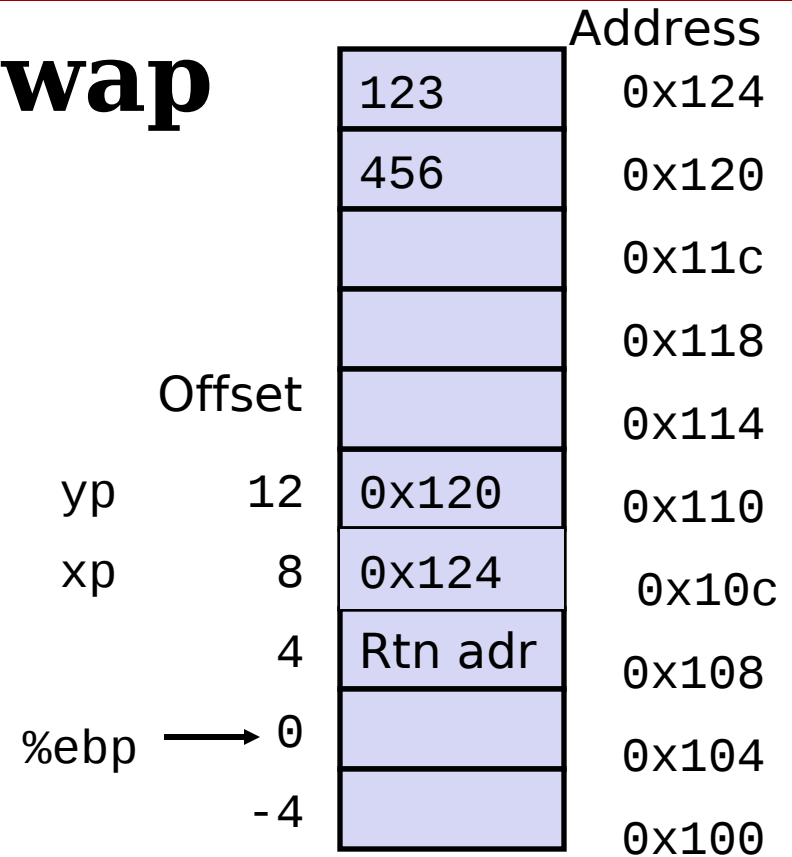 Address
wap
123 0x124
456 0x120
0x11c
0x118
Offset
0x114
yp 12 0x120 0x110
xp 8 0x124 0x10c
4 Rtn adr 0x108
%ebp 0 0x104
-4 0x100